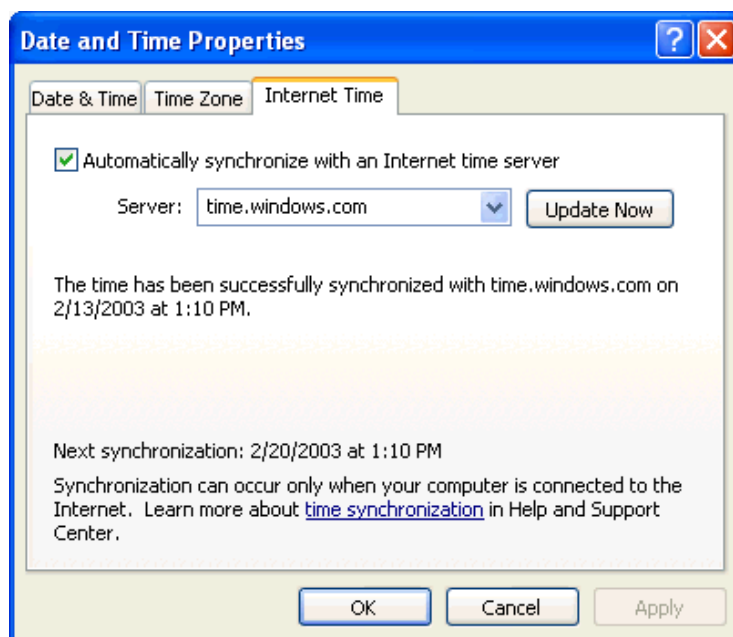 Date and Time Properties
Date & Time Time Zone Internet Time
Automatically synchronize with an Internet time server
Server: time.windows.com Update Now
The time has been successfully synchronized with time.windows.com on
2/13/2003 at 1:10 PM.
Next synchronization: 2/20/2003 at 1:10 PM
Synchronization can occur only when your computer is connected to the
Internet. Learn more about time synchronization in Help and Support
Center.
OK Cancel Apply